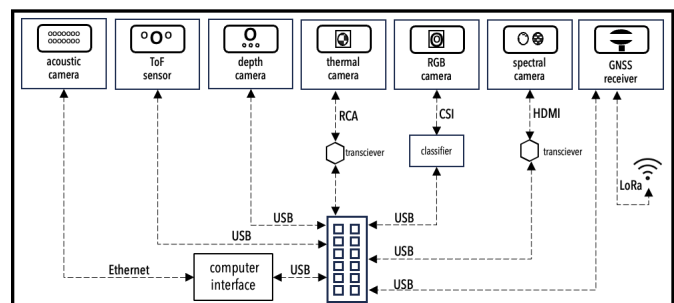 acoustic
camera
ToF
sensor
depth
camera
thermal
camera
RGB
camera
spectral
camera
GNSS
receiver
RCA
CSI
HDMI
transciever
classifier
transciever
LoRa
USB
USB
USB
USB
Ethernet
computer
interface
USB
USB